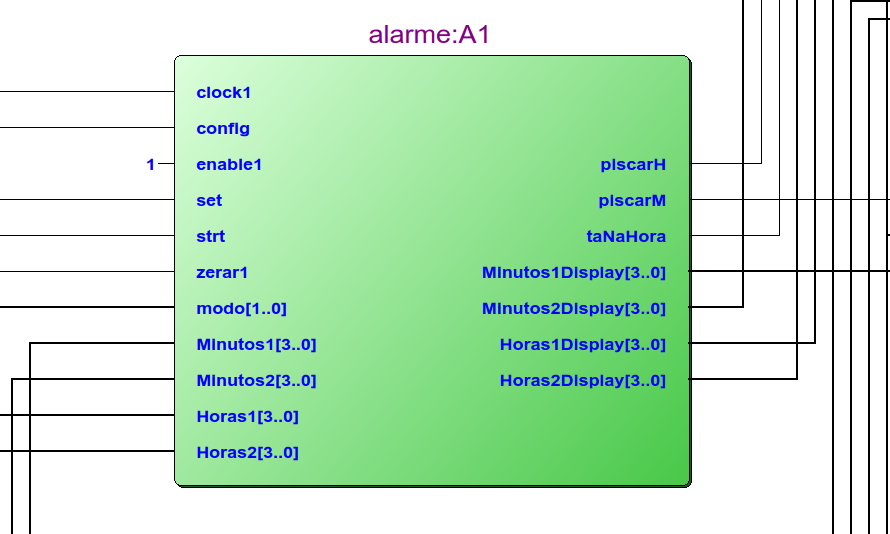 alarme:A1
clock1
config
1
enable1
piscarH
set
piscarM
strt
taNaHora
zerar1
Minutos1Display[3..0]
modo[1..0]
Minutos2Display[3..0]
Minutos1[3..0]
Horas1Display[3..0]
Minutos2[3..0]
Horas2Display[3..0]
Horas1[3..0]
Horas2[3..0]